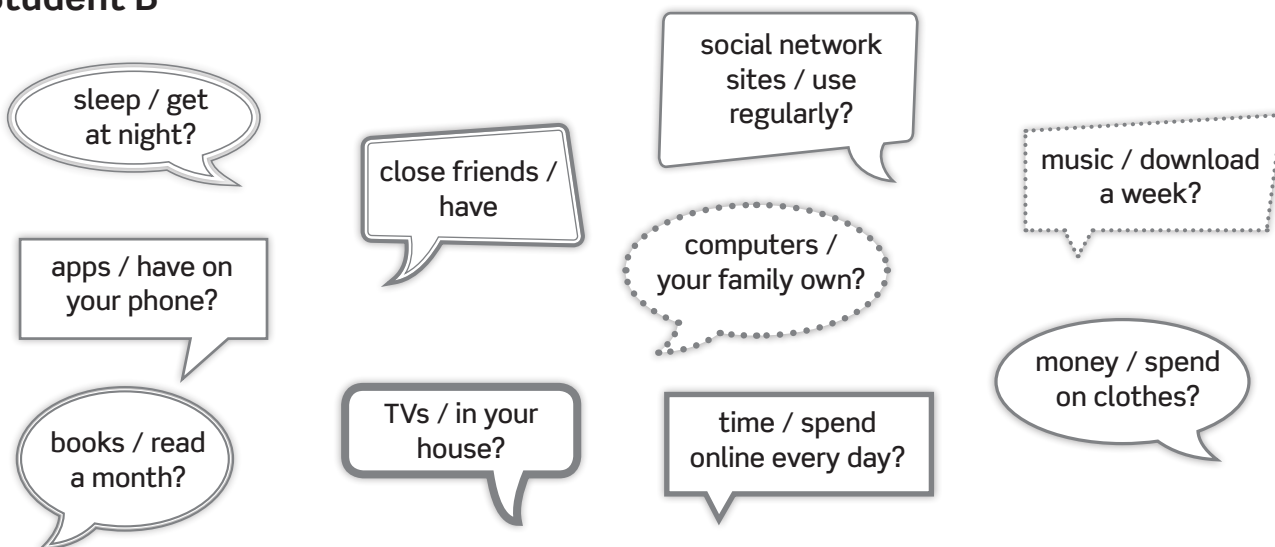 Student B
sleep / get
at night?
apps / have on
your phone?
books / read
a month?
close friends /
have
TVs / in your
house?
social network
sites / use
regularly?
computers /
your family own?
time / spend
online every day?
music / download
a week?
money / spend
on clothes?